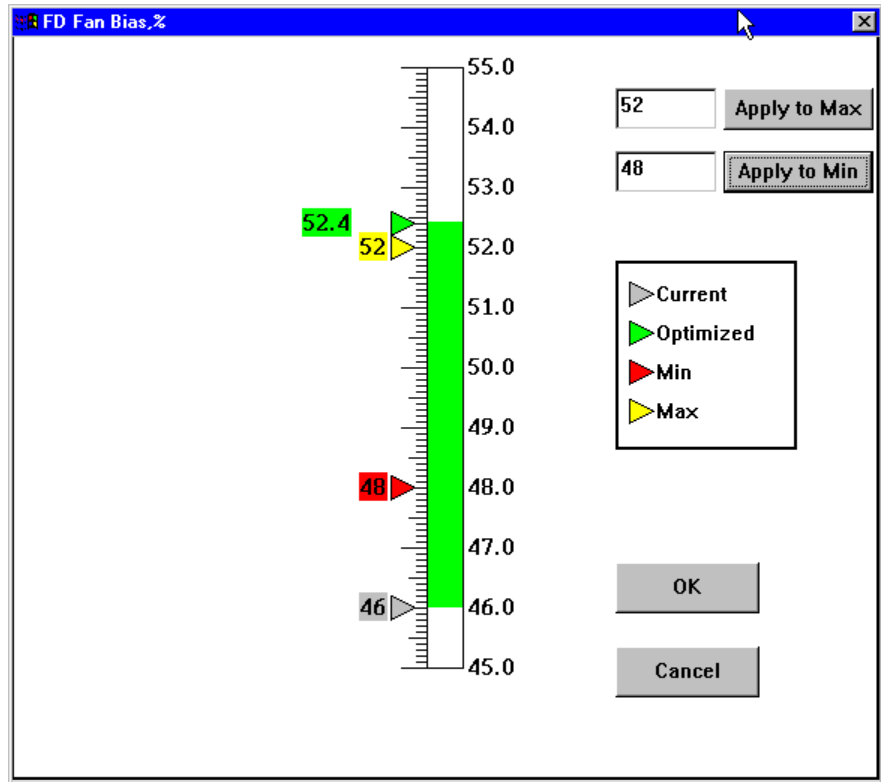 FD Fan Bias,%
55.0
54.0
53.0
52.0
51.0
50.0
49.0
48.0
47.0
46.0
45.0
52.4
52
48
46
52
Apply to Max
48
Apply to Min
Current
Optimized
Min
Max
OK
Cancel